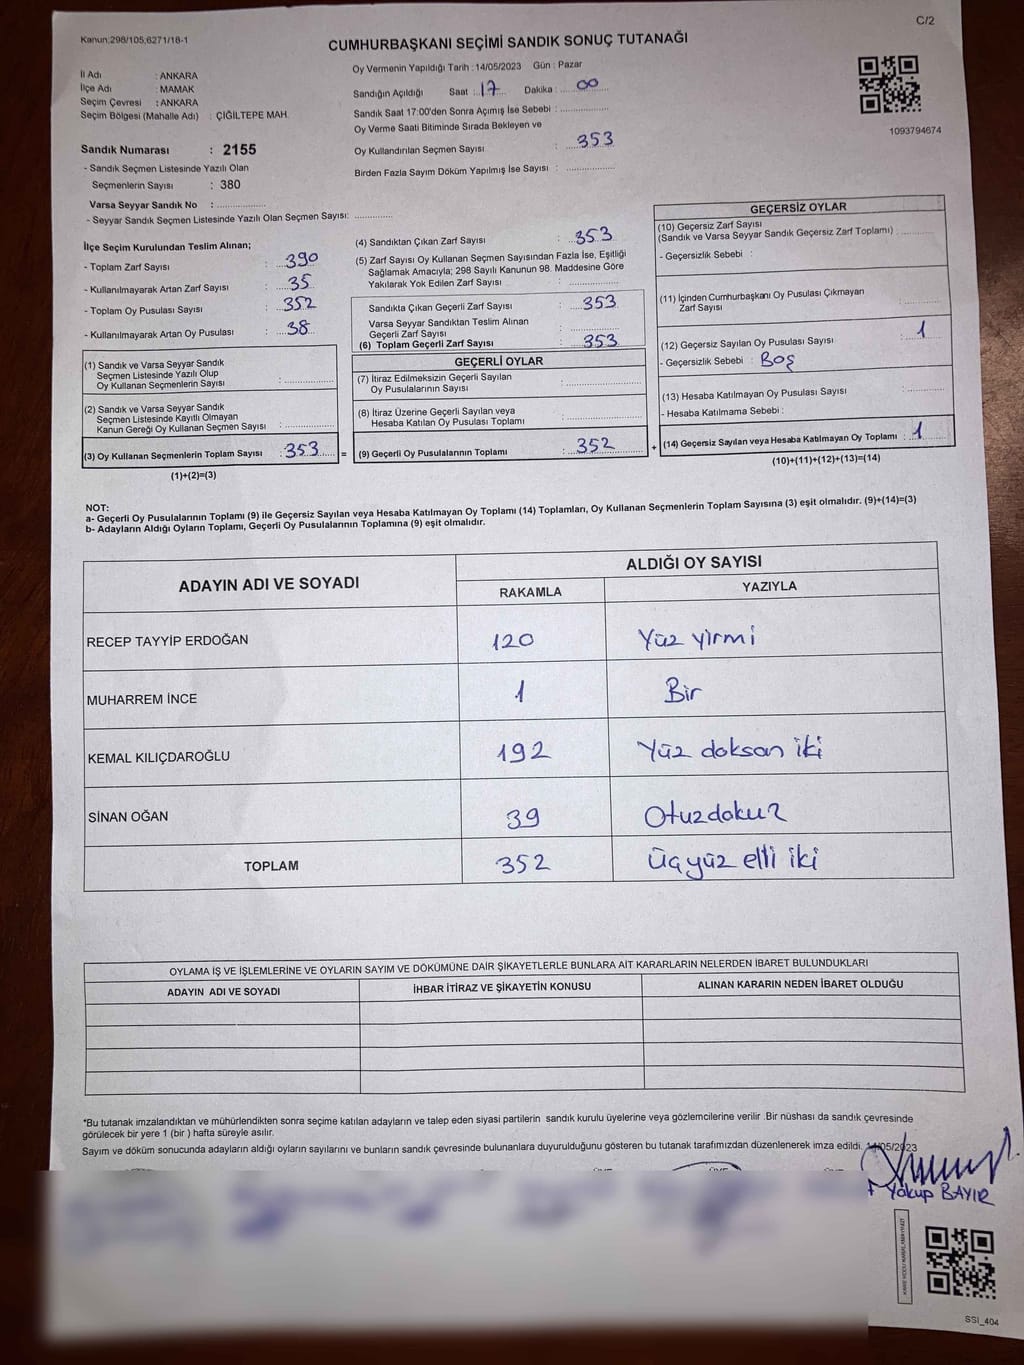 C/2
Kanun:298/105;6271/18-1
CUMHURBAŞKANI SEÇİMİ SANDIK SONUÇ TUTANAĞI
İl Adı : ANKARA
İlçe Adı : MAMAK
Seçim Çevresi : ANKARA
Seçim Bölgesi (Mahalle Adı) : ÇİĞİLTEPE MAH.
Oy Vermenin Yapıldığı Tarih : 14/05/2023 Gün : Pazar
Sandığın Açıldığı Saat : 17 Dakika : 00
Sandık Saat 17:00'den Sonra Açımış İse Sebebi :
Oy Verme Saati Bitiminde Sırada Bekleyen ve
Oy Kullandırılan Seçmen Sayısı : 353
Birden Fazla Sayım Döküm Yapılmış İse Sayısı :
1093794674
Sandık Numarası : 2155
- Sandık Seçmen Listesinde Yazılı Olan
Seçmenlerin Sayısı : 380
Varsa Seyyar Sandık No :
- Seyyar Sandık Seçmen Listesinde Yazılı Olan Seçmen Sayısı:
İlçe Seçim Kurulundan Teslim Alınan;
- Toplam Zarf Sayısı : 390
- Kullanılmayarak Artan Zarf Sayısı : 35
- Toplam Oy Pusulası Sayısı : 352
- Kullanılmayarak Artan Oy Pusulası : 38
(1) Sandık ve Varsa Seyyar Sandık
Seçmen Listesinde Yazılı Olup
Oy Kullanan Seçmenlerin Sayısı :
(2) Sandık ve Varsa Seyyar Sandık
Seçmen Listesinde Kayıtlı Olmayan
Kanun Gereği Oy Kullanan Seçmen Sayısı :
(3) Oy Kullanan Seçmenlerin Toplam Sayısı : 353 =
(1)+(2)=(3)
(4) Sandıktan Çıkan Zarf Sayısı : 353
(5) Zarf Sayısı Oy Kullanan Seçmen Sayısından Fazla İse, Eşitliği
Sağlamak Amacıyla; 298 Sayılı Kanunun 98. Maddesine Göre
Yakılarak Yok Edilen Zarf Sayısı :
Sandıkta Çıkan Geçerli Zarf Sayısı : 353
Varsa Seyyar Sandıktan Teslim Alınan
Geçerli Zarf Sayısı :
(6) Toplam Geçerli Zarf Sayısı : 353
GEÇERLİ OYLAR
(7) İtiraz Edilmeksizin Geçerli Sayılan
Oy Pusulalarının Sayısı :
(8) İtiraz Üzerine Geçerli Sayılan veya
Hesaba Katılan Oy Pusulası Toplamı :
(9) Geçerli Oy Pusulalarının Toplamı : 352 +
GEÇERSİZ OYLAR
(10) Geçersiz Zarf Sayısı
(Sandık ve Varsa Seyyar Sandık Geçersiz Zarf Toplamı) :
- Geçersizlik Sebebi :
(11) İçinden Cumhurbaşkanı Oy Pusulası Çıkmayan
Zarf Sayısı :
(12) Geçersiz Sayılan Oy Pusulası Sayısı : 1
- Geçersizlik Sebebi : Boş
(13) Hesaba Katılmayan Oy Pusulası Sayısı :
- Hesaba Katılmama Sebebi :
(14) Geçersiz Sayılan veya Hesaba Katılmayan Oy Toplamı : 1
(10)+(11)+(12)+(13)=(14)
NOT:
a- Geçerli Oy Pusulalarının Toplamı (9) ile Geçersiz Sayılan veya Hesaba Katılmayan Oy Toplamı (14) Toplamları, Oy Kullanan Seçmenlerin Toplam Sayısına (3) eşit olmalıdır. (9)+(14)=(3)
b- Adayların Aldığı Oyların Toplamı, Geçerli Oy Pusulalarının Toplamına (9) eşit olmalıdır.
ADAYIN ADI VE SOYADI
ALDIĞI OY SAYISI
RAKAMLA YAZIYLA
RECEP TAYYİP ERDOĞAN 120 Yüz yirmi
MUHARREM İNCE 1 Bir
KEMAL KILIÇDAROĞLU 192 Yüz doksan iki
SİNAN OĞAN 39 Otuzdokuz
TOPLAM 352 Üçyüz elli iki
OYLAMA İŞ VE İŞLEMLERİNE VE OYLARIN SAYIM VE DÖKÜMÜNE DAİR ŞİKAYETLERLE BUNLARA AİT KARARLARIN NELERDEN İBARET BULUNDUKLARI
ADAYIN ADI VE SOYADI İHBAR İTİRAZ VE ŞİKAYETİN KONUSU ALINAN KARARIN NEDEN İBARET OLDUĞU
*Bu tutanak imzalandıktan ve mühürlendikten sonra seçime katılan adayların ve talep eden siyasi partilerin sandık kurulu üyelerine veya gözlemcilerine verilir .Bir nüshası da sandık çevresinde
görülecek bir yere 1 (bir ) hafta süreyle asılır.
Sayım ve döküm sonucunda adayların aldığı oyların sayılarını ve bunların sandık çevresinde bulunanlara duyurulduğunu gösteren bu tutanak tarafımızdan düzenlenerek imza edildi. 14/05/2023
Yakup BAYIR
SSI_404